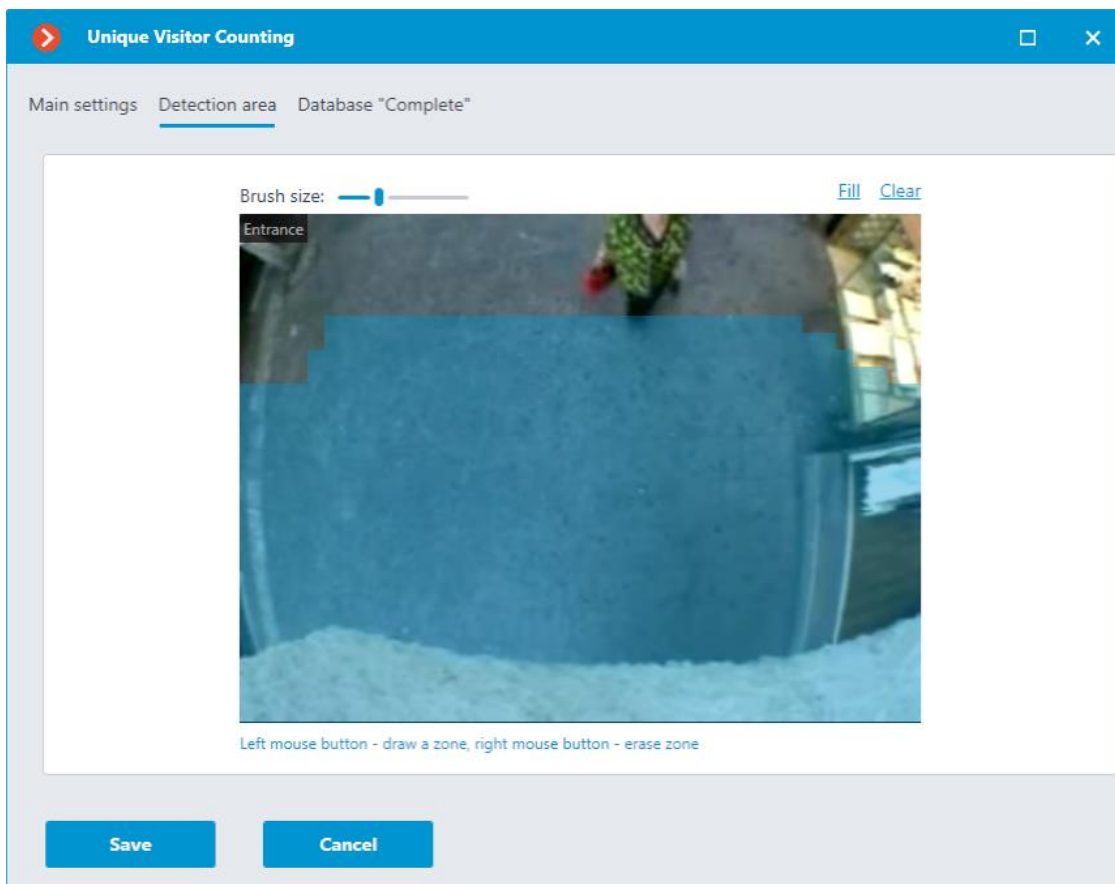 Unique Visitor Counting
Main settings Detection area Database "Complete"
Brush size: Fill Clear
Entrance
Left mouse button - draw a zone, right mouse button - erase zone
Save Cancel